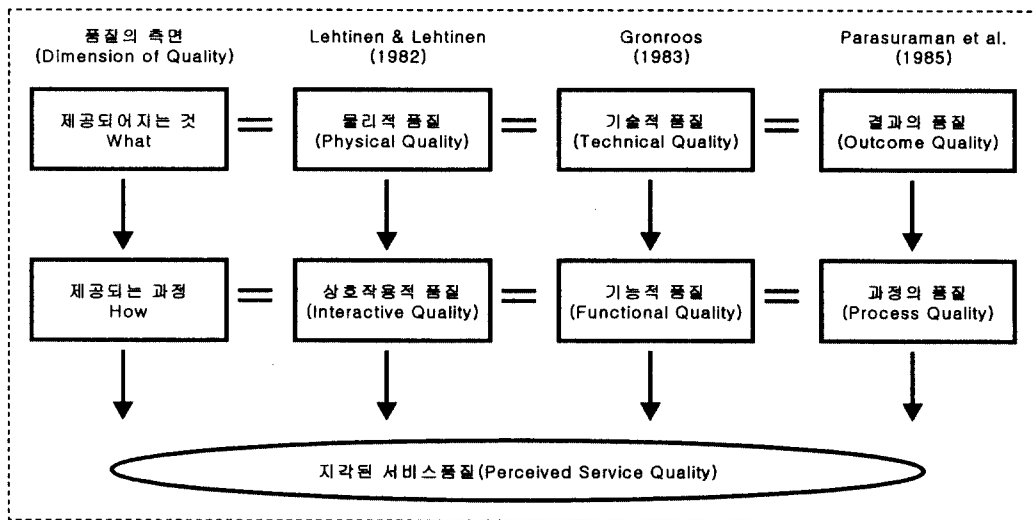 품질의 측면
(Dimension of Quality)
Lehtinen & Lehtinen
(1982)
Gronroos
(1983)
Parasuraman et al.
(1985)
제공되어지는 것
What
물리적 품질
(Physical Quality)
기술적 품질
(Technical Quality)
결과의 품질
(Outcome Quality)
제공되는 과정
How
상호작용적 품질
(Interactive Quality)
기능적 품질
(Functional Quality)
과정의 품질
(Process Quality)
지각된 서비스품질(Perceived Service Quality)